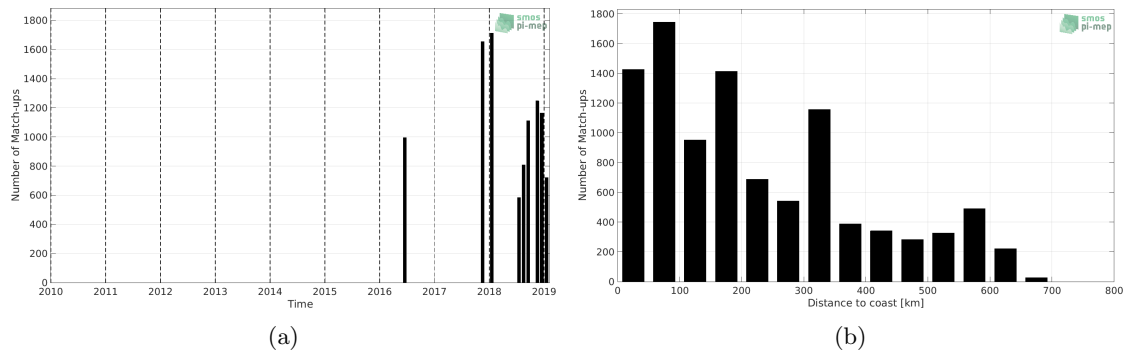 smos
pi-mep
Number of Match-ups
1800
1600
1400
1200
1000
800
600
400
200
0
2010 2011 2012 2013 2014 2015 2016 2017 2018 2019
Time
(a)
smos
pi-mep
Number of Match-ups
1800
1600
1400
1200
1000
800
600
400
200
0
0 100 200 300 400 500 600 700 800
Distance to coast [km]
(b)